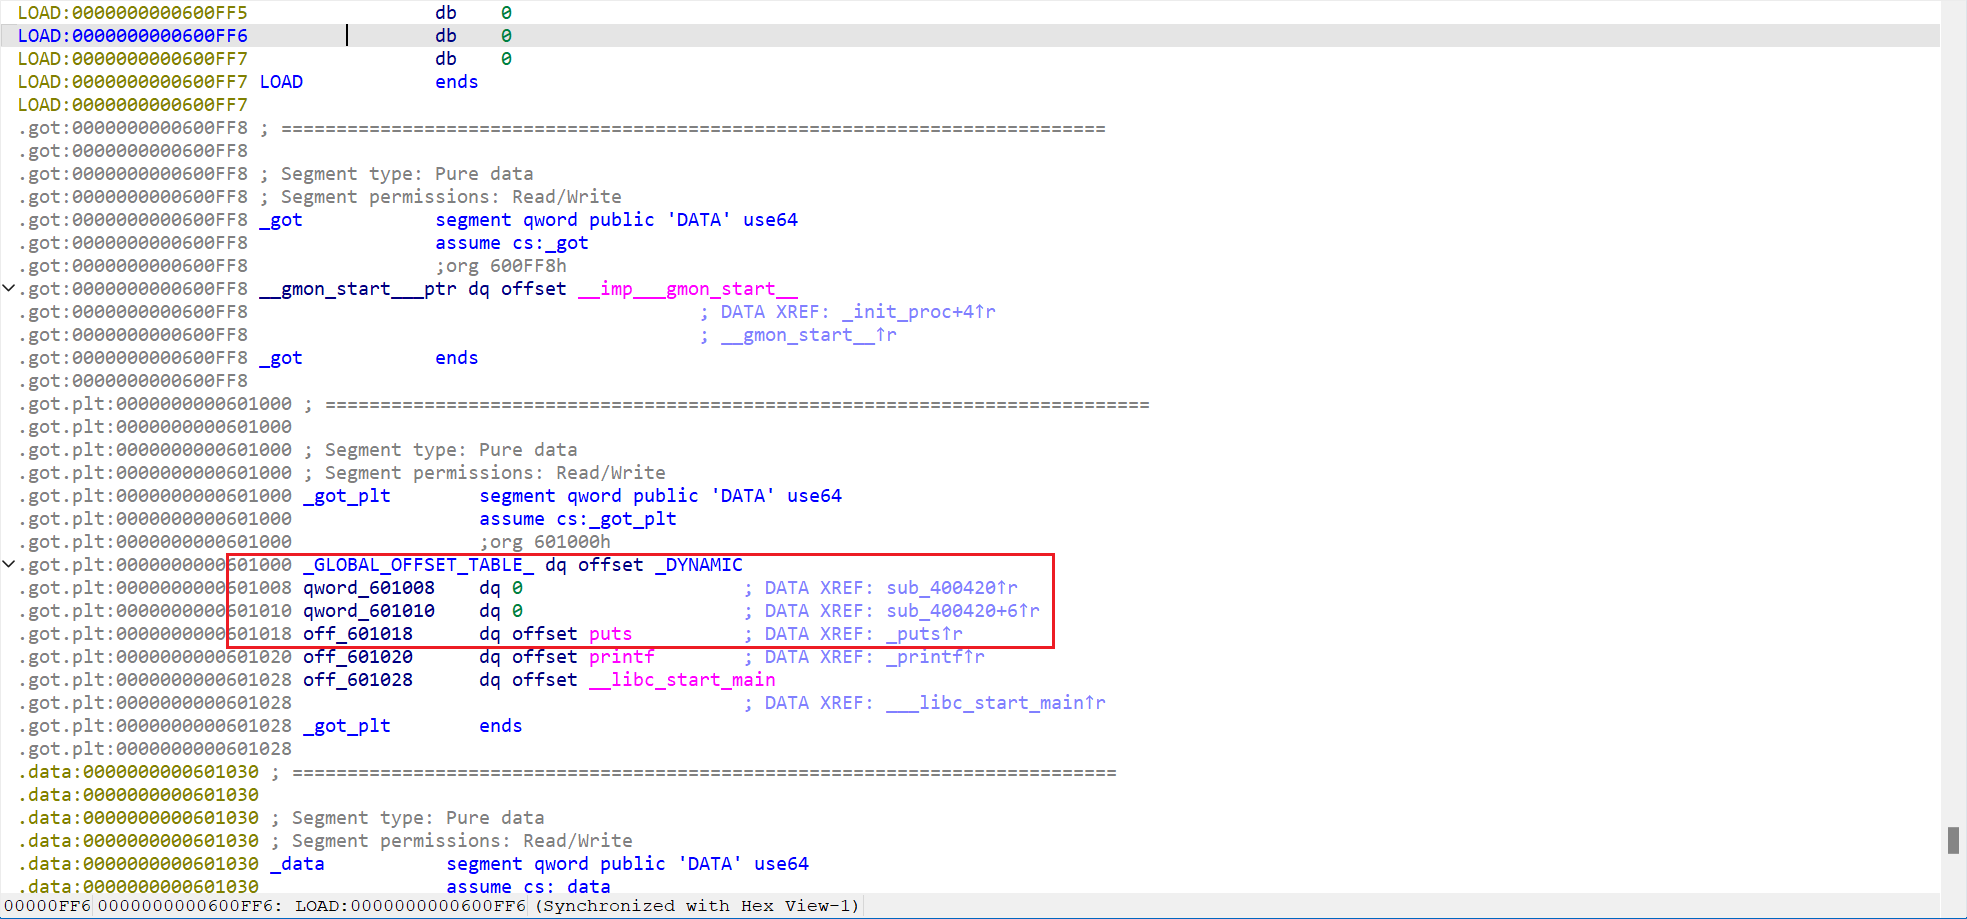 LOAD:0000000000600FF5                 db    0
LOAD:0000000000600FF6                 db    0
LOAD:0000000000600FF7                 db    0
LOAD:0000000000600FF7 LOAD            ends
LOAD:0000000000600FF7
.got:0000000000600FF8 ; ===========================================================================
.got:0000000000600FF8
.got:0000000000600FF8 ; Segment type: Pure data
.got:0000000000600FF8 ; Segment permissions: Read/Write
.got:0000000000600FF8 _got            segment qword public 'DATA' use64
.got:0000000000600FF8                 assume cs:_got
.got:0000000000600FF8                 ;org 600FF8h
.got:0000000000600FF8 __gmon_start___ptr dq offset __imp___gmon_start__
.got:0000000000600FF8                                         ; DATA XREF: _init_proc+4↑r
.got:0000000000600FF8                                         ; __gmon_start__↑r
.got:0000000000600FF8 _got            ends
.got:0000000000600FF8
.got.plt:0000000000601000 ; ===========================================================================
.got.plt:0000000000601000
.got.plt:0000000000601000 ; Segment type: Pure data
.got.plt:0000000000601000 ; Segment permissions: Read/Write
.got.plt:0000000000601000 _got_plt        segment qword public 'DATA' use64
.got.plt:0000000000601000                 assume cs:_got_plt
.got.plt:0000000000601000                 ;org 601000h
.got.plt:0000000000601000 _GLOBAL_OFFSET_TABLE_ dq offset _DYNAMIC
.got.plt:0000000000601008 qword_601008    dq 0                    ; DATA XREF: sub_400420↑r
.got.plt:0000000000601010 qword_601010    dq 0                    ; DATA XREF: sub_400420+6↑r
.got.plt:0000000000601018 off_601018      dq offset puts          ; DATA XREF: _puts↑r
.got.plt:0000000000601020 off_601020      dq offset printf        ; DATA XREF: _printf↑r
.got.plt:0000000000601028 off_601028      dq offset __libc_start_main
.got.plt:0000000000601028                                         ; DATA XREF: ___libc_start_main↑r
.got.plt:0000000000601028 _got_plt        ends
.got.plt:0000000000601028
.data:0000000000601030 ; ===========================================================================
.data:0000000000601030
.data:0000000000601030 ; Segment type: Pure data
.data:0000000000601030 ; Segment permissions: Read/Write
.data:0000000000601030 _data           segment qword public 'DATA' use64
.data:0000000000601030                 assume cs:_data
00000FF6 0000000000600FF6: LOAD:0000000000600FF6 (Synchronized with Hex View-1)